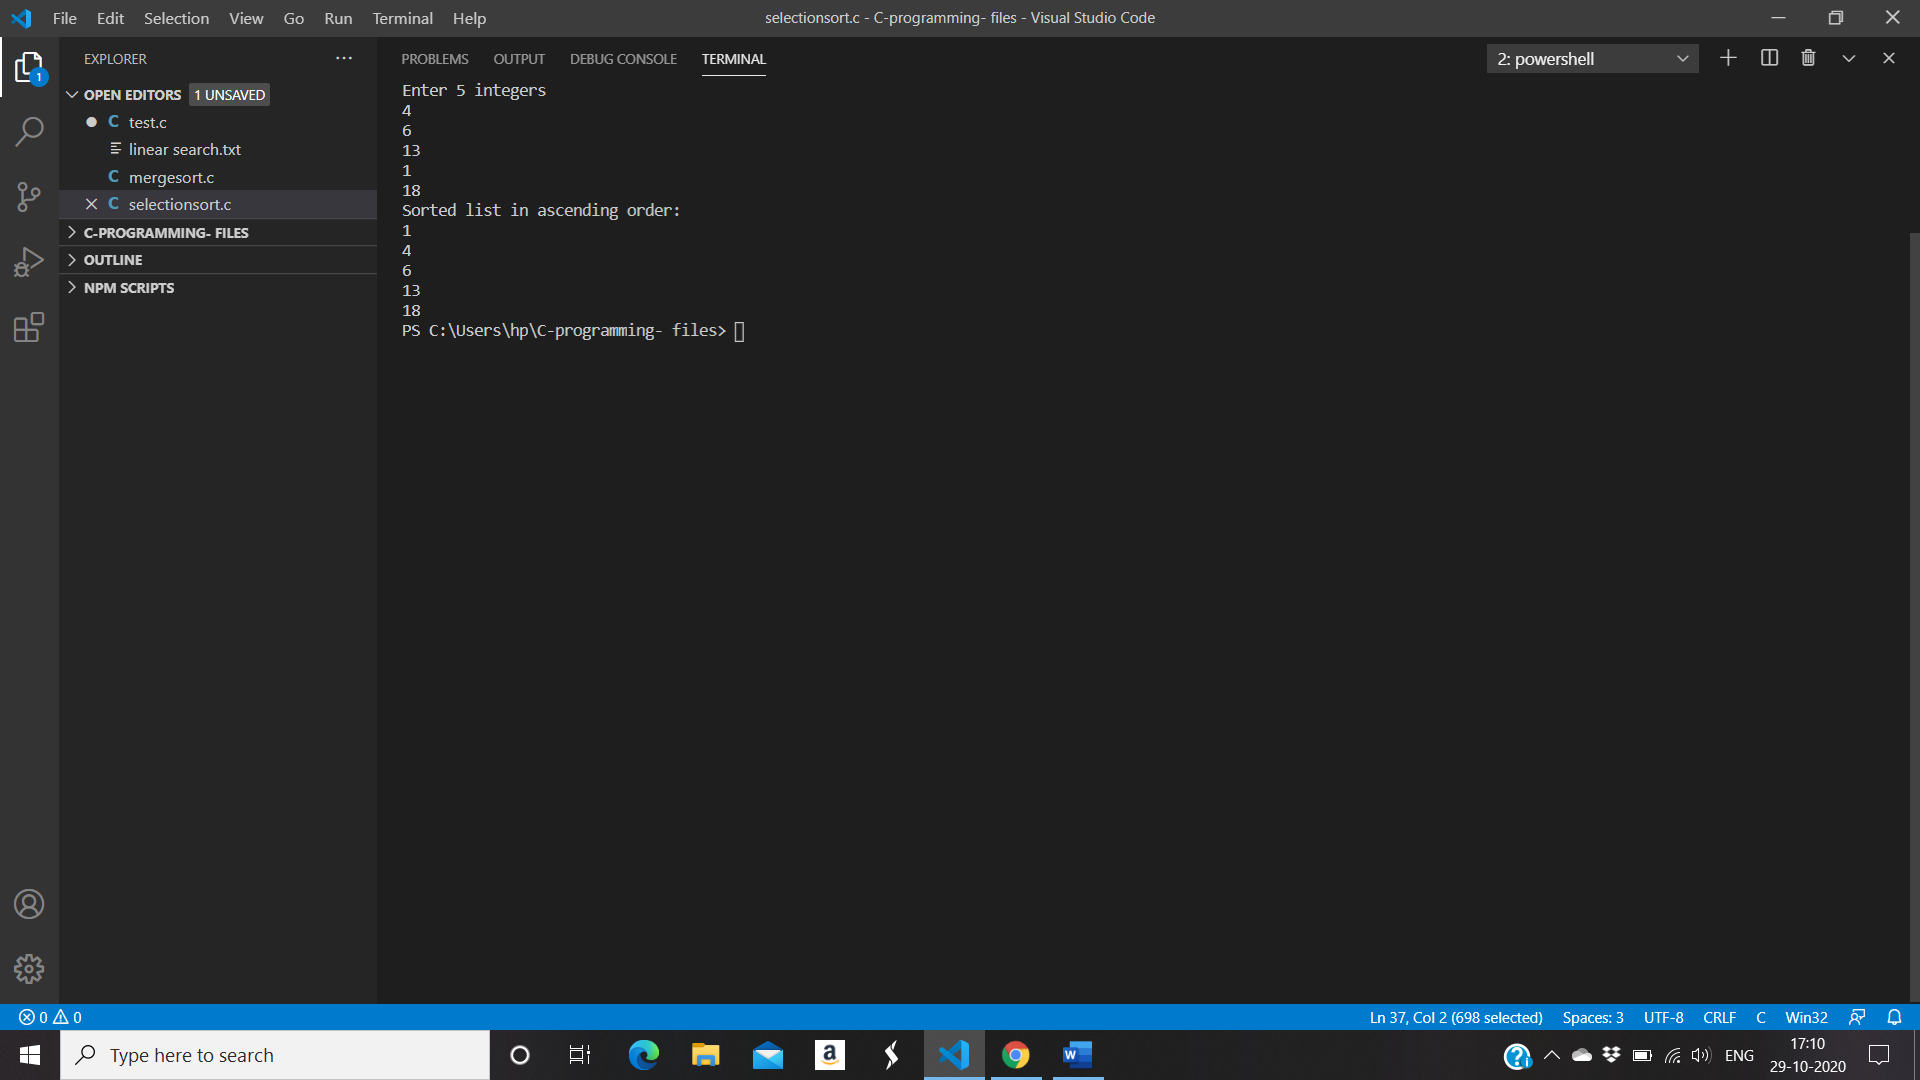 File Edit Selection View Go Run Terminal Help
selectionsort.c - C-programming- files - Visual Studio Code
EXPLORER
PROBLEMS OUTPUT DEBUG CONSOLE TERMINAL
2: powershell
OPEN EDITORS 1 UNSAVED
C test.c
linear search.txt
C mergesort.c
C selectionsort.c
C-PROGRAMMING- FILES
OUTLINE
NPM SCRIPTS
1
Enter 5 integers
4
6
13
1
18
Sorted list in ascending order:
1
4
6
13
18
PS C:\Users\hp\C-programming- files>
0 0
Ln 37, Col 2 (698 selected) Spaces: 3 UTF-8 CRLF C Win32
Type here to search
a
W
ENG
17:10
29-10-2020